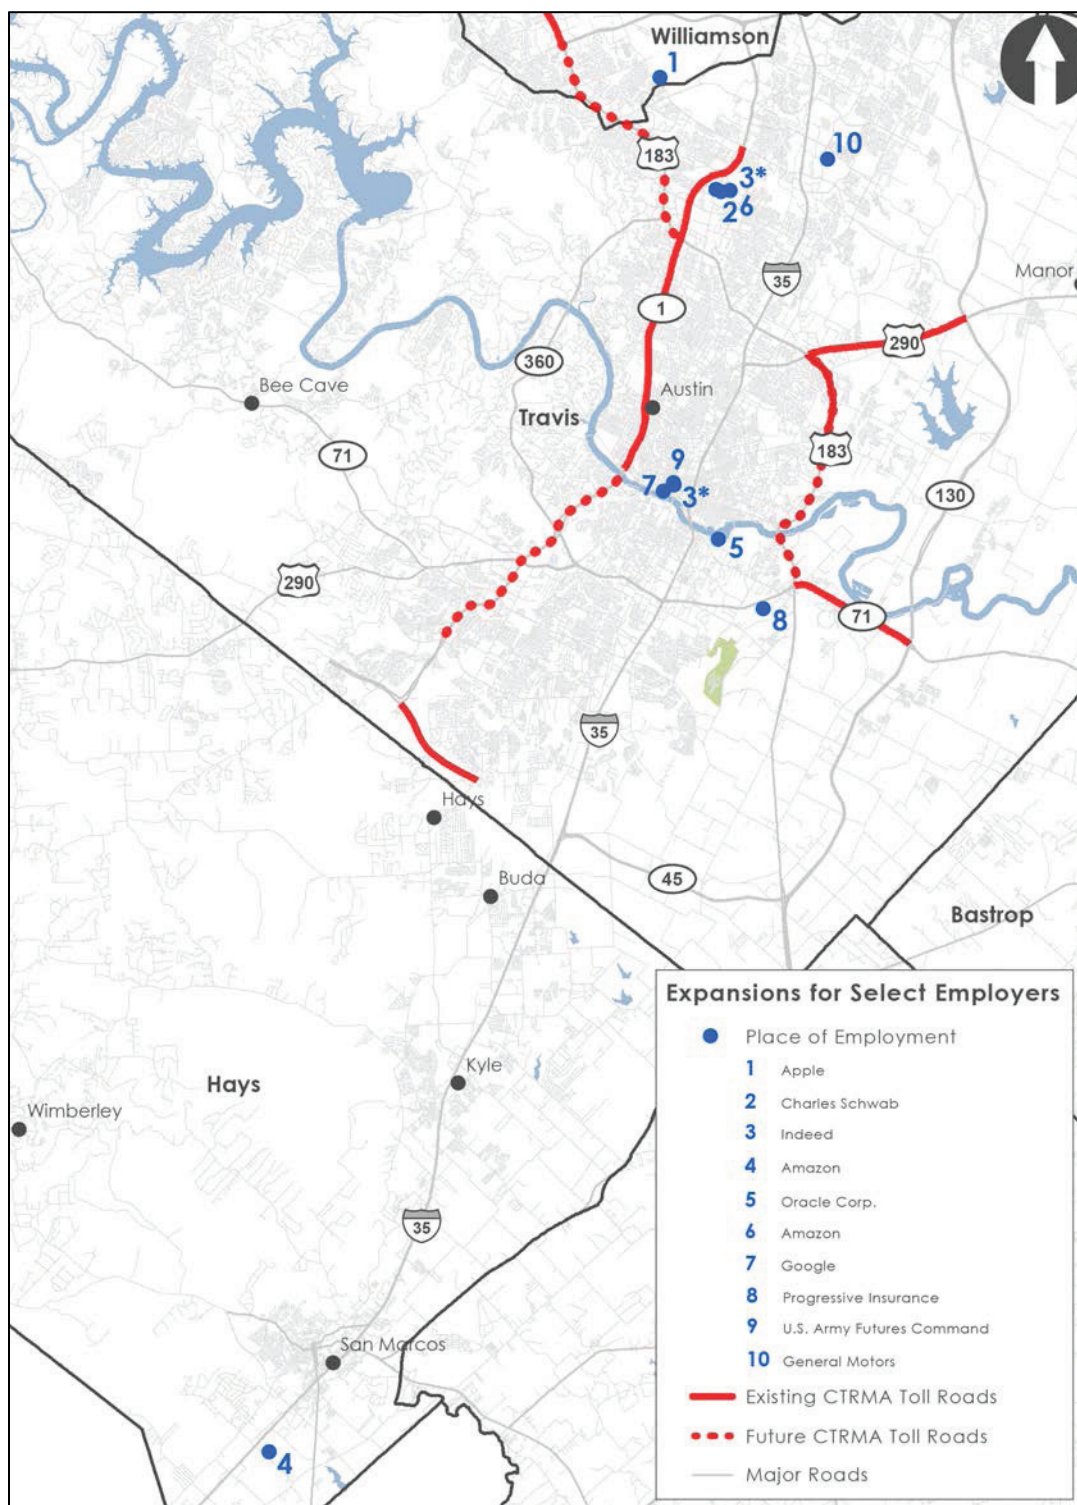 Williamson
1
183
10
3*
2 6
35
Manor
1
290
360
Bee Cave
Austin
Travis
183
71
9
7
3*
130
5
290
8
71
35
Hays
Buda
45
Bastrop
Kyle
Hays
Wimberley
35
San Marcos
4
Expansions for Select Employers
Place of Employment
1 Apple
2 Charles Schwab
3 Indeed
4 Amazon
5 Oracle Corp.
6 Amazon
7 Google
8 Progressive Insurance
9 U.S. Army Futures Command
10 General Motors
Existing CTRMA Toll Roads
Future CTRMA Toll Roads
Major Roads